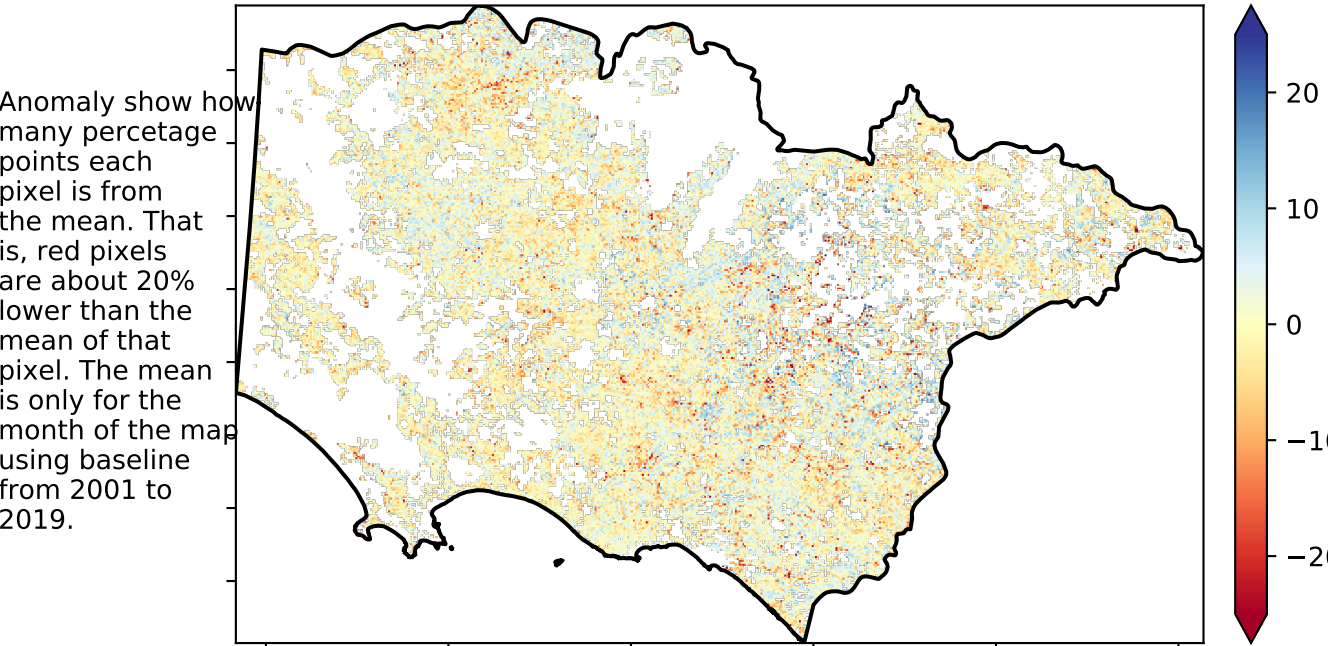 Anomaly show how
many percetage
points each
pixel is from
the mean. That
is, red pixels
are about 20%
lower than the
mean of that
pixel. The mean
is only for the
month of the map
using baseline
from 2001 to
2019.
20
10
0
−10
−20